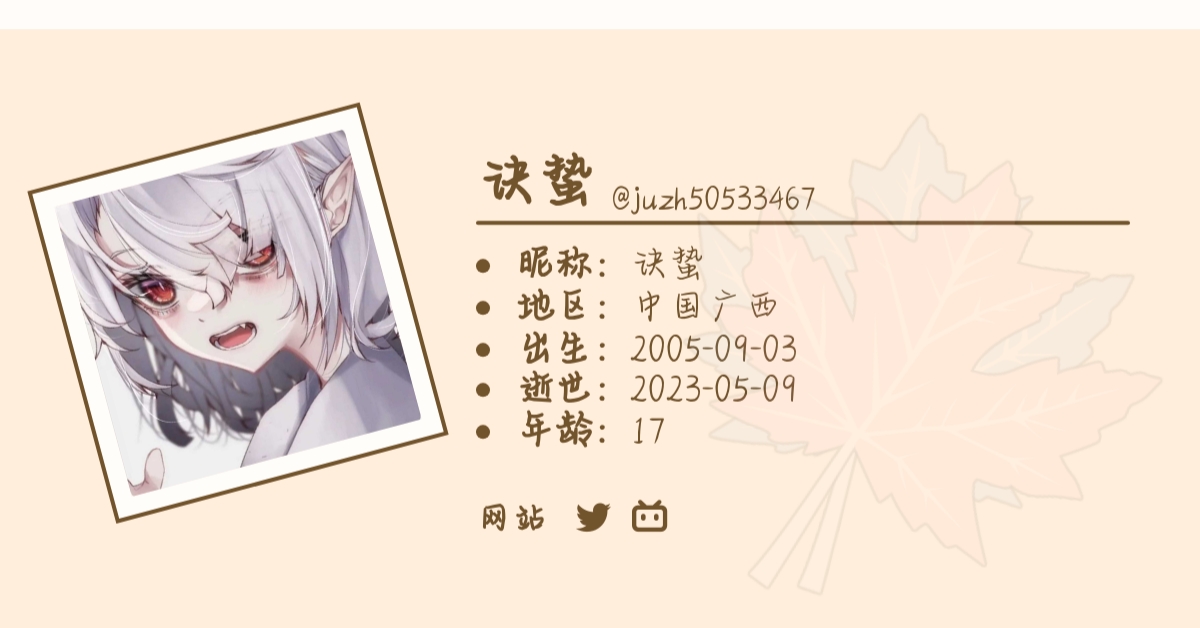 诀蛰 @juzh50533467
昵称：诀蛰
地区：中国广西
出生：2005-09-03
逝世：2023-05-09
年龄：17
网站